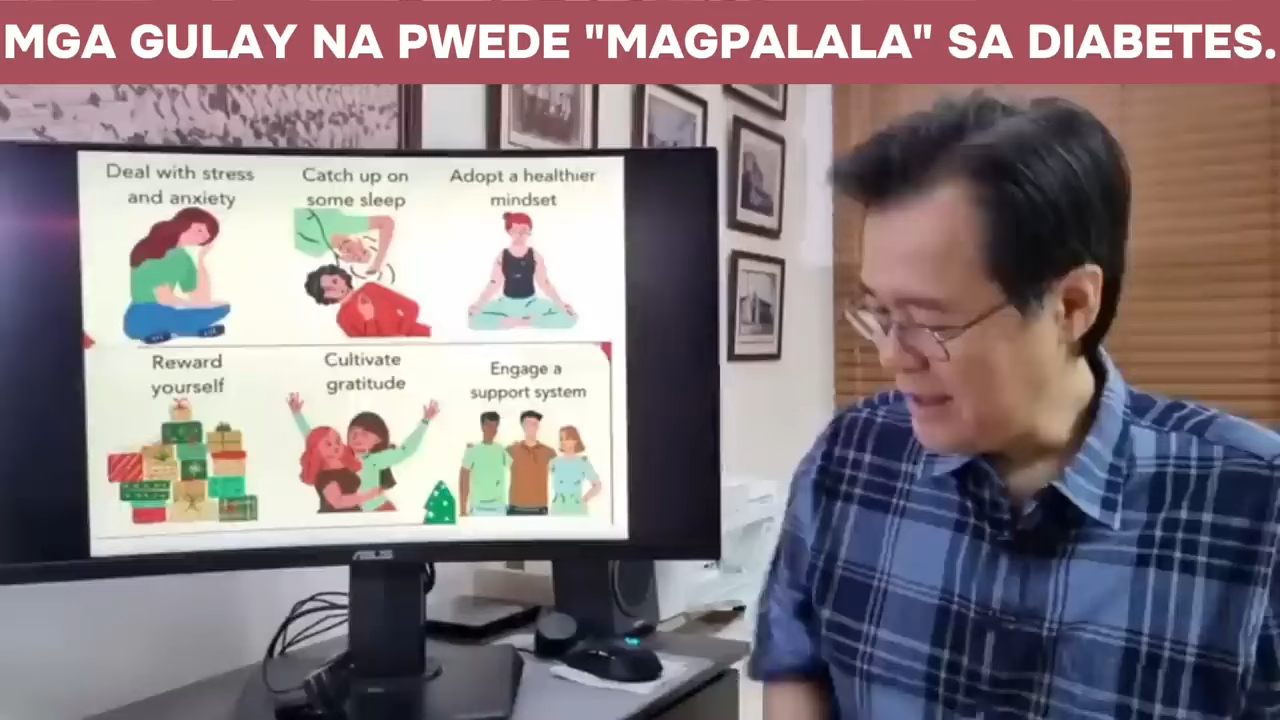 MGA GULAY NA PWEDE "MAGPALALA" SA DIABETES.
Deal with stress
and anxiety
Catch up on
some sleep
Adopt a healthier
mindset
Reward
yourself
Cultivate
gratitude
Engage a
support system
ASUS